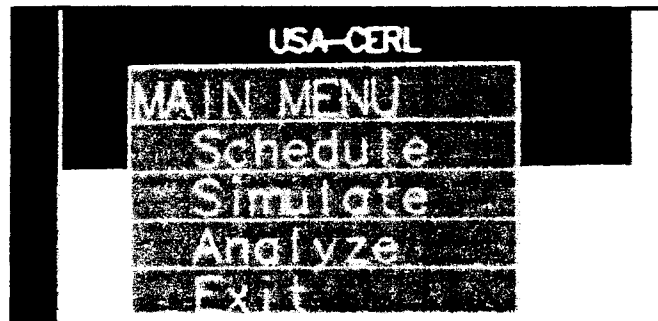 USA-CERL
MAIN MENU
Schedule
Simulate
Analyze
Exit